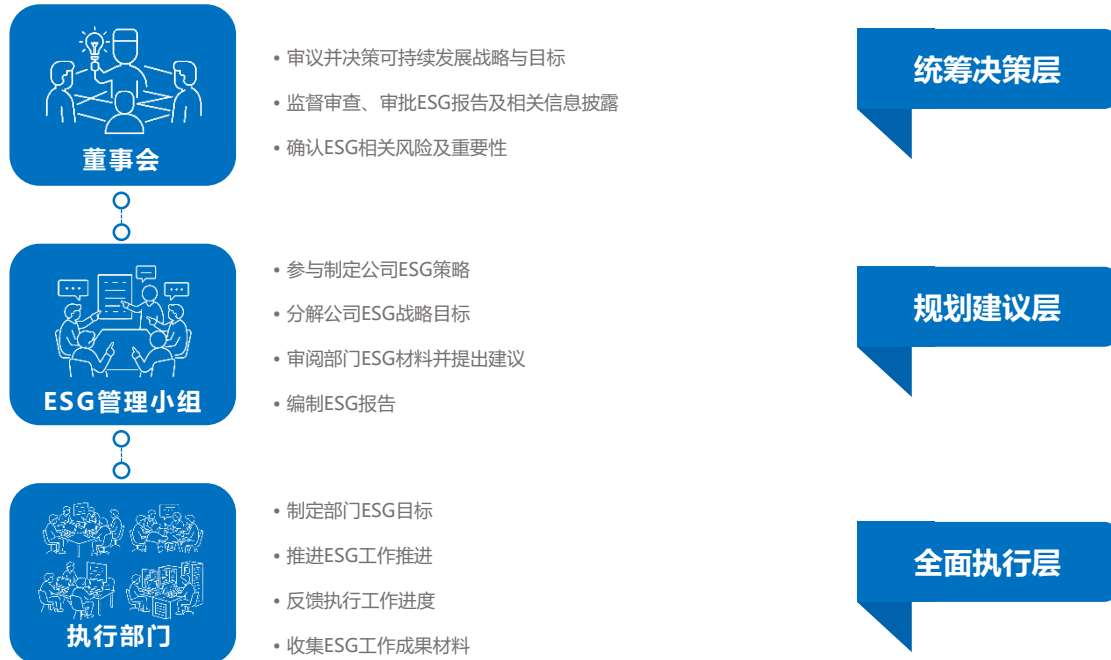 董事会
• 审议并决策可持续发展战略与目标
• 监督审查、审批ESG报告及相关信息披露
• 确认ESG相关风险及重要性
统筹决策层
ESG管理小组
• 参与制定公司ESG策略
• 分解公司ESG战略目标
• 审阅部门ESG材料并提出建议
• 编制ESG报告
规划建议层
执行部门
• 制定部门ESG目标
• 推进ESG工作推进
• 反馈执行工作进度
• 收集ESG工作成果材料
全面执行层